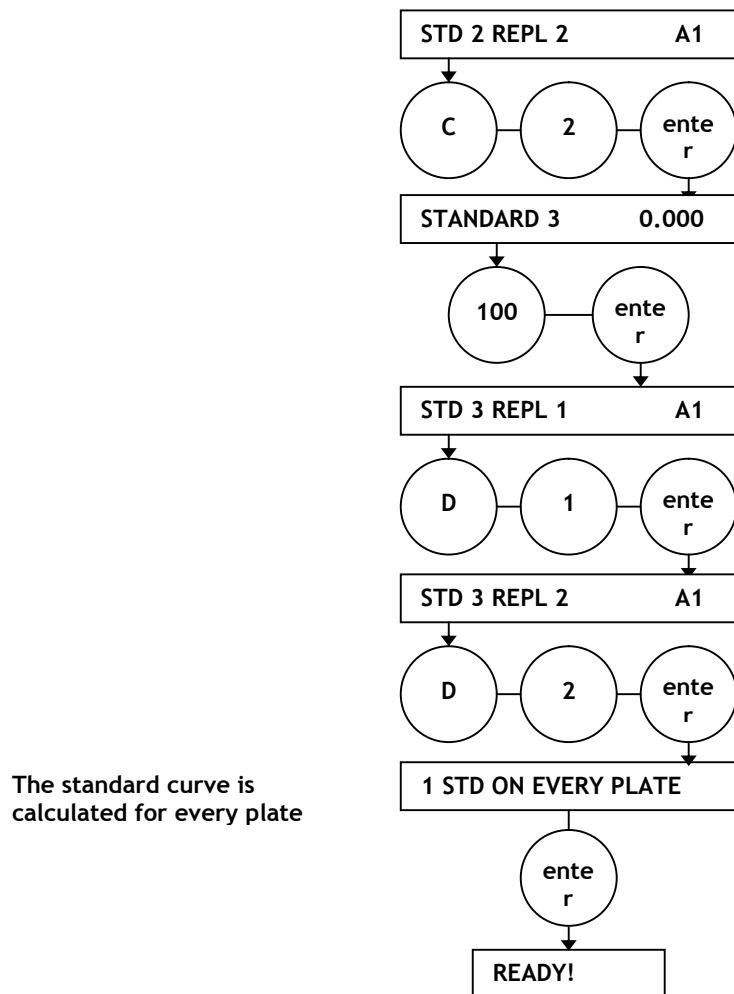 STD 2 REPL 2 A1
C 2 ente
r
STANDARD 3 0.000
100 ente
r
STD 3 REPL 1 A1
D 1 ente
r
STD 3 REPL 2 A1
D 2 ente
r
The standard curve is
calculated for every plate
1 STD ON EVERY PLATE
ente
r
READY!